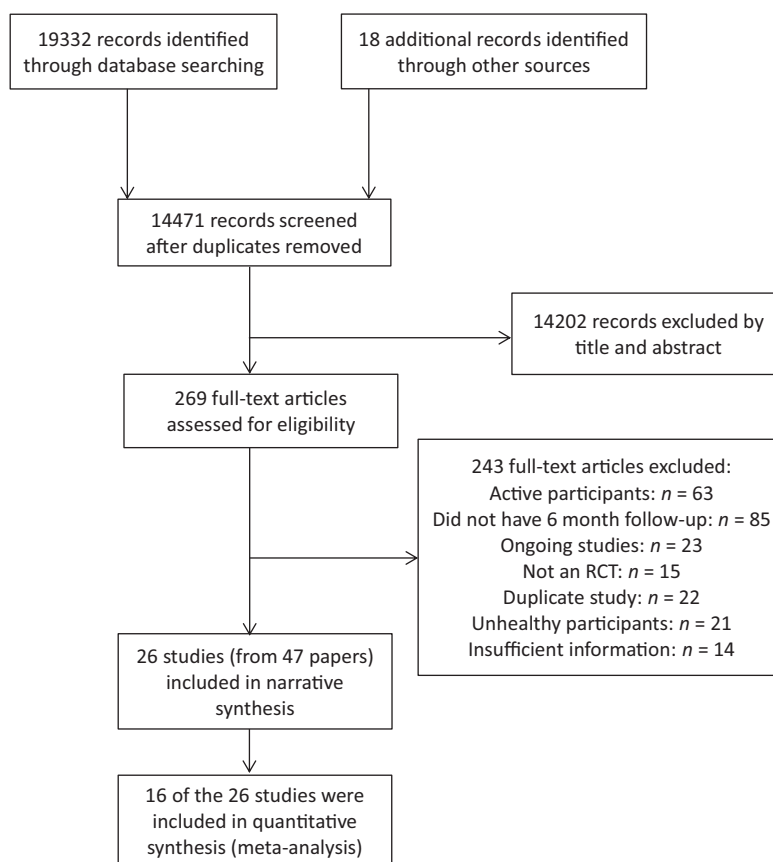 19332 records identified
through database searching
18 additional records identified
through other sources
14471 records screened
after duplicates removed
14202 records excluded by
title and abstract
269 full-text articles
assessed for eligibility
243 full-text articles excluded:
Active participants: n = 63
Did not have 6 month follow-up: n = 85
Ongoing studies: n = 23
Not an RCT: n = 15
Duplicate study: n = 22
Unhealthy participants: n = 21
Insufficient information: n = 14
26 studies (from 47 papers)
included in narrative
synthesis
16 of the 26 studies were
included in quantitative
synthesis (meta-analysis)